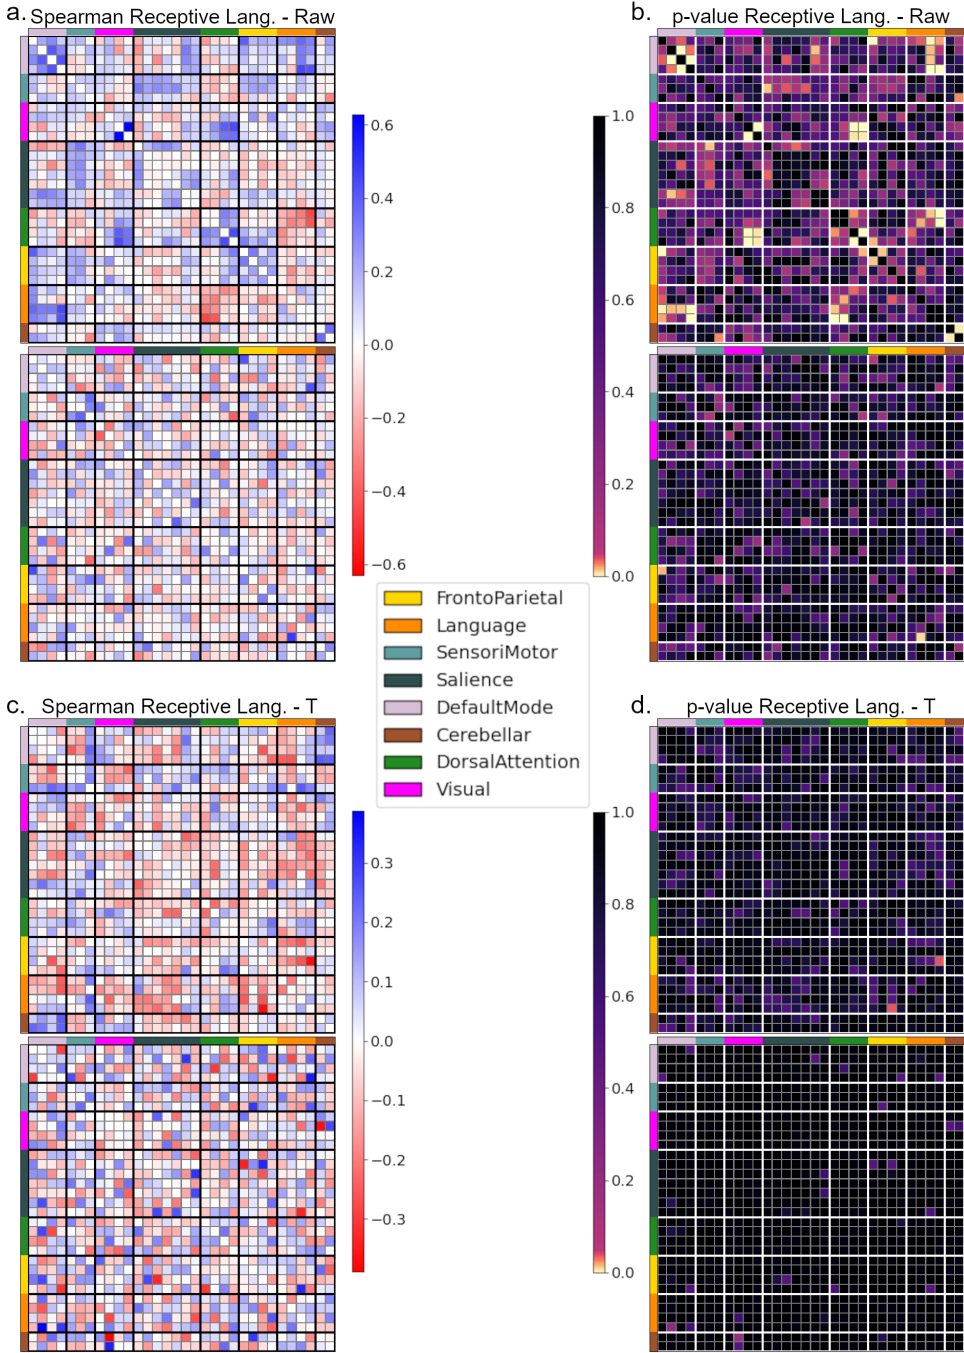 a. Spearman Receptive Lang. - Raw
b. p-value Receptive Lang. - Raw
0.6
0.4
0.2
0.0
−0.2
−0.4
−0.6
1.0
0.8
0.6
0.4
0.2
0.0
FrontoParietal
Language
SensoriMotor
Salience
DefaultMode
Cerebellar
DorsalAttention
Visual
c. Spearman Receptive Lang. - T
d. p-value Receptive Lang. - T
0.3
0.2
0.1
0.0
−0.1
−0.2
−0.3
1.0
0.8
0.6
0.4
0.2
0.0